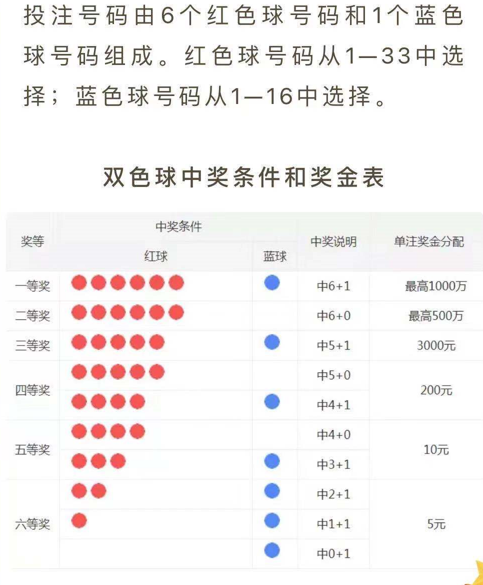 投注号码由6个红色球号码和1个蓝色
球号码组成。红色球号码从1—33中选
择；蓝色球号码从1—16中选择。
双色球中奖条件和奖金表
奖等 中奖条件 中奖说明 单注奖金分配
红球 蓝球
一等奖 中6+1 最高1000万
二等奖 中6+0 最高500万
三等奖 中5+1 3000元
四等奖 中5+0 200元
中4+1
五等奖 中4+0 10元
中3+1
六等奖 中2+1 5元
中1+1
中0+1